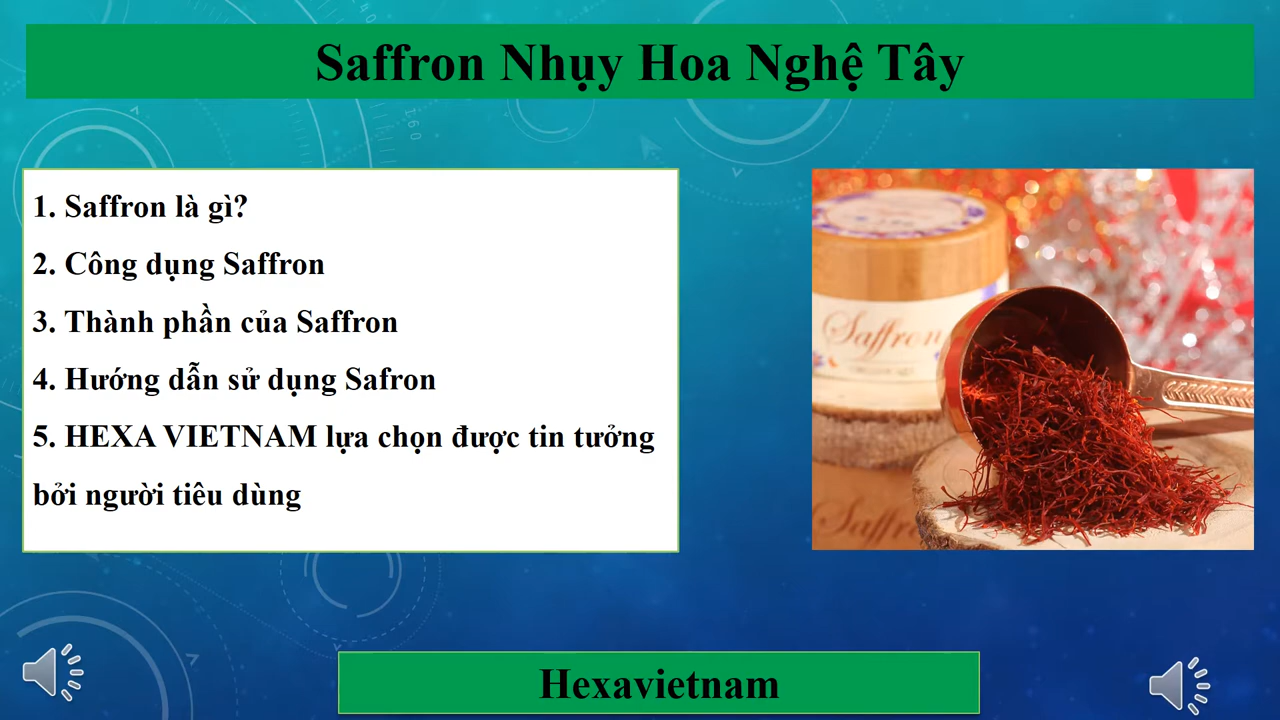 Saffron Nhụy Hoa Nghệ Tây
1. Saffron là gì?
2. Công dụng Saffron
3. Thành phần của Saffron
4. Hướng dẫn sử dụng Safron
5. HEXA VIETNAM lựa chọn được tin tưởng
bởi người tiêu dùng
Saffron
Saffro
Hexavietnam